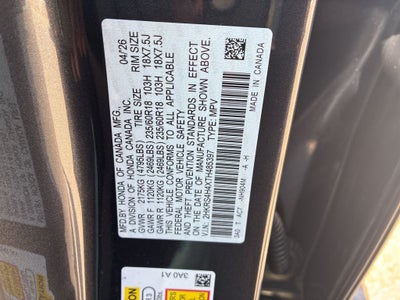 MFD. BY HONDA OF CANADA MFG. 04/26
A DIV. OF HONDA CANADA INC.
TIRE SIZE RIM SIZE
GVWR 2175KG (4795LBS)
GAWR F 1120KG (2469LBS) 235/60R18 103H 18X7.5J
GAWR R 1120KG (2469LBS) 235/60R18 103H 18X7.5J
THIS VEHICLE CONFORMS TO ALL APPLICABLE
FEDERAL MOTOR VEHICLE SAFETY
AND THEFT PREVENTION STANDARDS IN EFFECT
ON THE DATE OF MANUFACTURE SHOWN ABOVE.
TYPE: MPV
MADE IN CANADA
3A0 A1